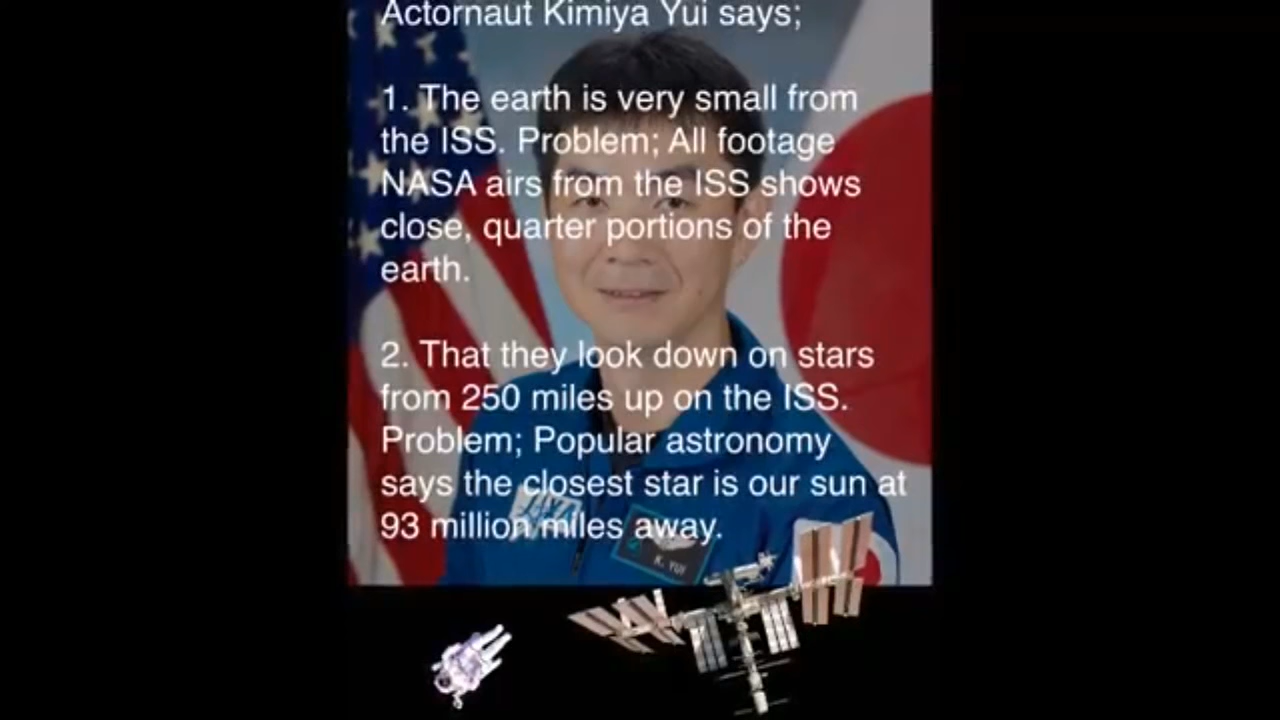 Actornaut Kimiya Yui says;
1. The earth is very small from
the ISS. Problem; All footage
NASA airs from the ISS shows
close, quarter portions of the
earth.
2. That they look down on stars
from 250 miles up on the ISS.
Problem; Popular astronomy
says the closest star is our sun at
93 million miles away.
JAXA
K. YUI